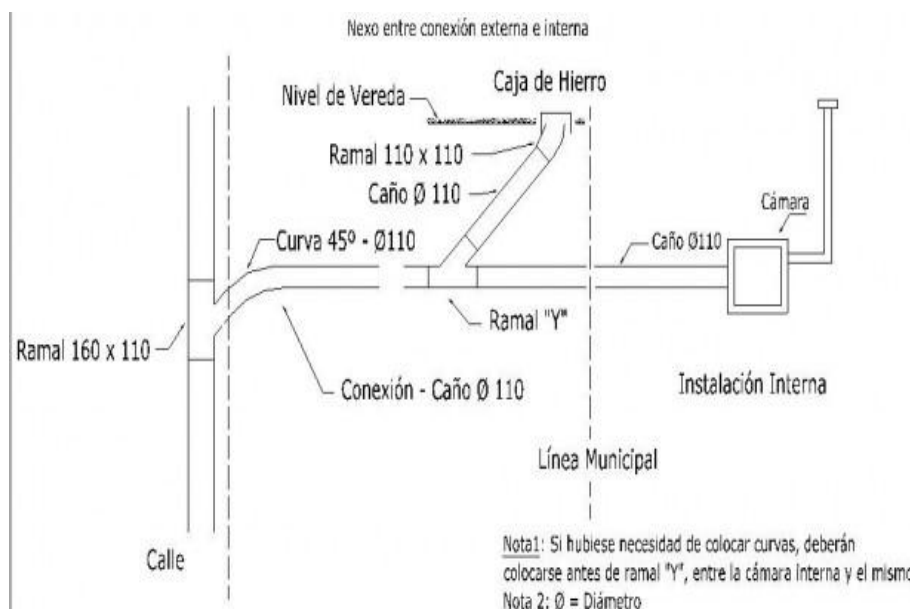 Nexo entre conexión externa e interna
Caja de Hierro
Nivel de Vereda
Ramal 110 x 110
Caño Ø 110
Cámara
Curva 45º - Ø110
Caño Ø110
Ramal "Y"
Ramal 160 x 110
Conexión - Caño Ø 110
Instalación Interna
Línea Municipal
Calle
Nota1: Si hubiese necesidad de colocar curvas, deberán
colocarse antes de ramal "Y", entre la cámara interna y el mismo
Nota 2: Ø = Diámetro